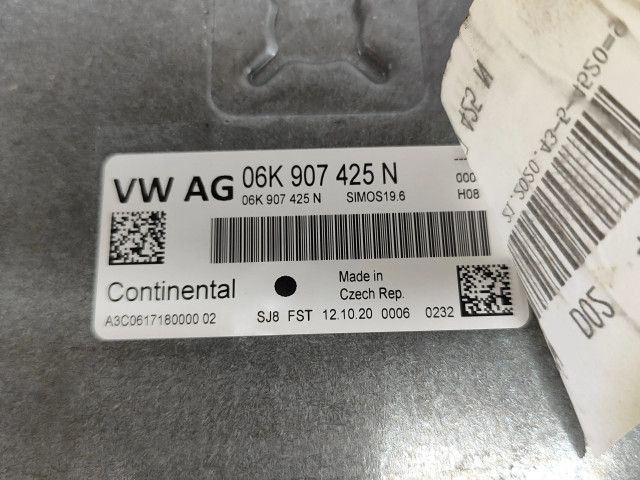 VW AG 06K 907 425 N
06K 907 425 N SIMOS19.6 H08
Continental
Made in
Czech Rep.
A3C0617180000 02 SJ8 FST 12.10.20 0006 0232
D02